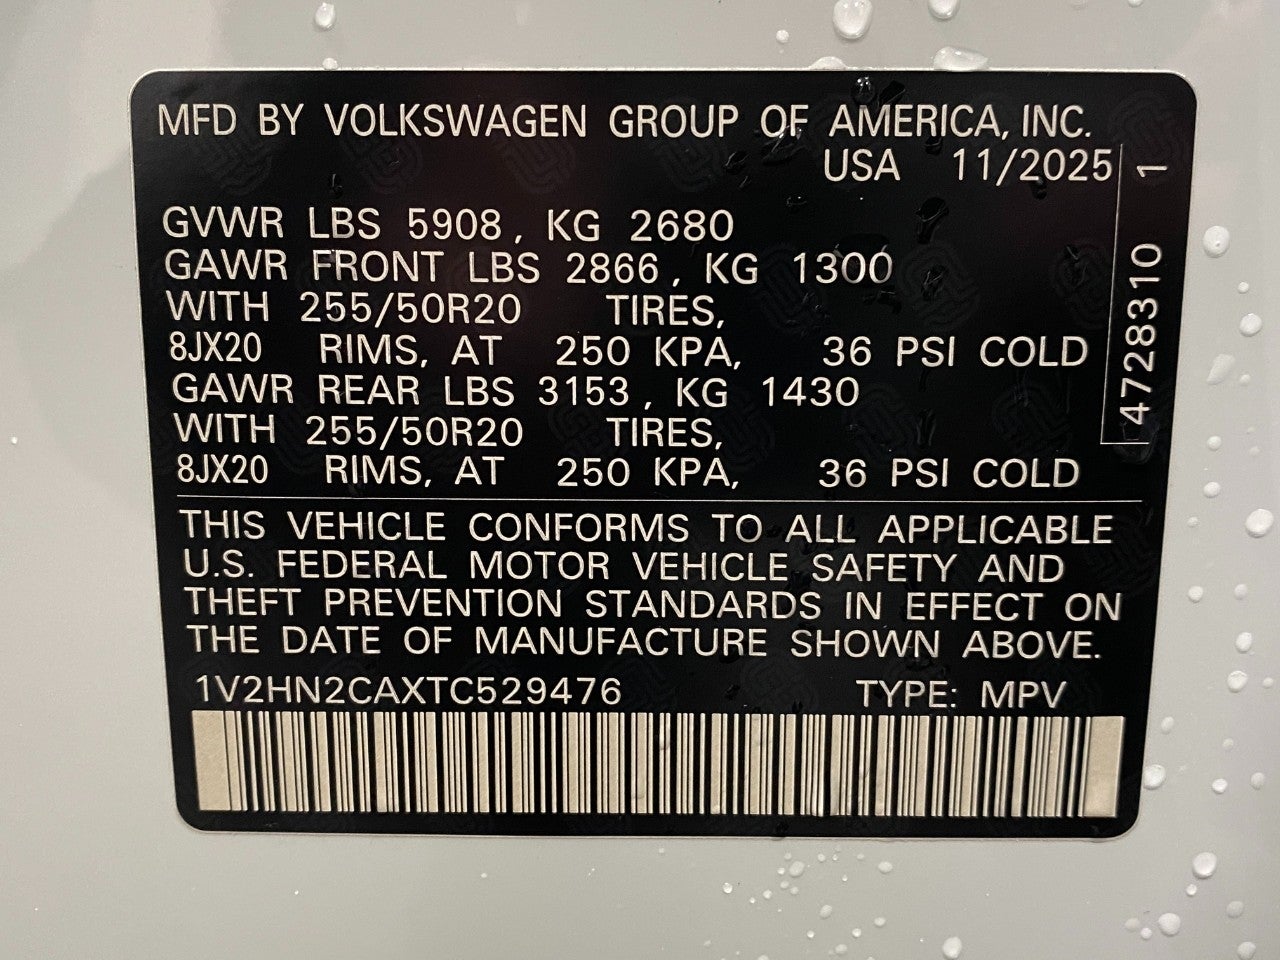 MFD BY VOLKSWAGEN GROUP OF AMERICA, INC.
USA 11/2025
GVWR LBS 5908, KG 2680
GAWR FRONT LBS 2866, KG 1300
WITH 255/50R20 TIRES,
8JX20 RIMS, AT 250 KPA, 36 PSI COLD
GAWR REAR LBS 3153, KG 1430
WITH 255/50R20 TIRES,
8JX20 RIMS, AT 250 KPA, 36 PSI COLD
THIS VEHICLE CONFORMS TO ALL APPLICABLE
U.S. FEDERAL MOTOR VEHICLE SAFETY AND
THEFT PREVENTION STANDARDS IN EFFECT ON
THE DATE OF MANUFACTURE SHOWN ABOVE.
1V2HN2CAXTC529476 TYPE: MPV
4728310 1